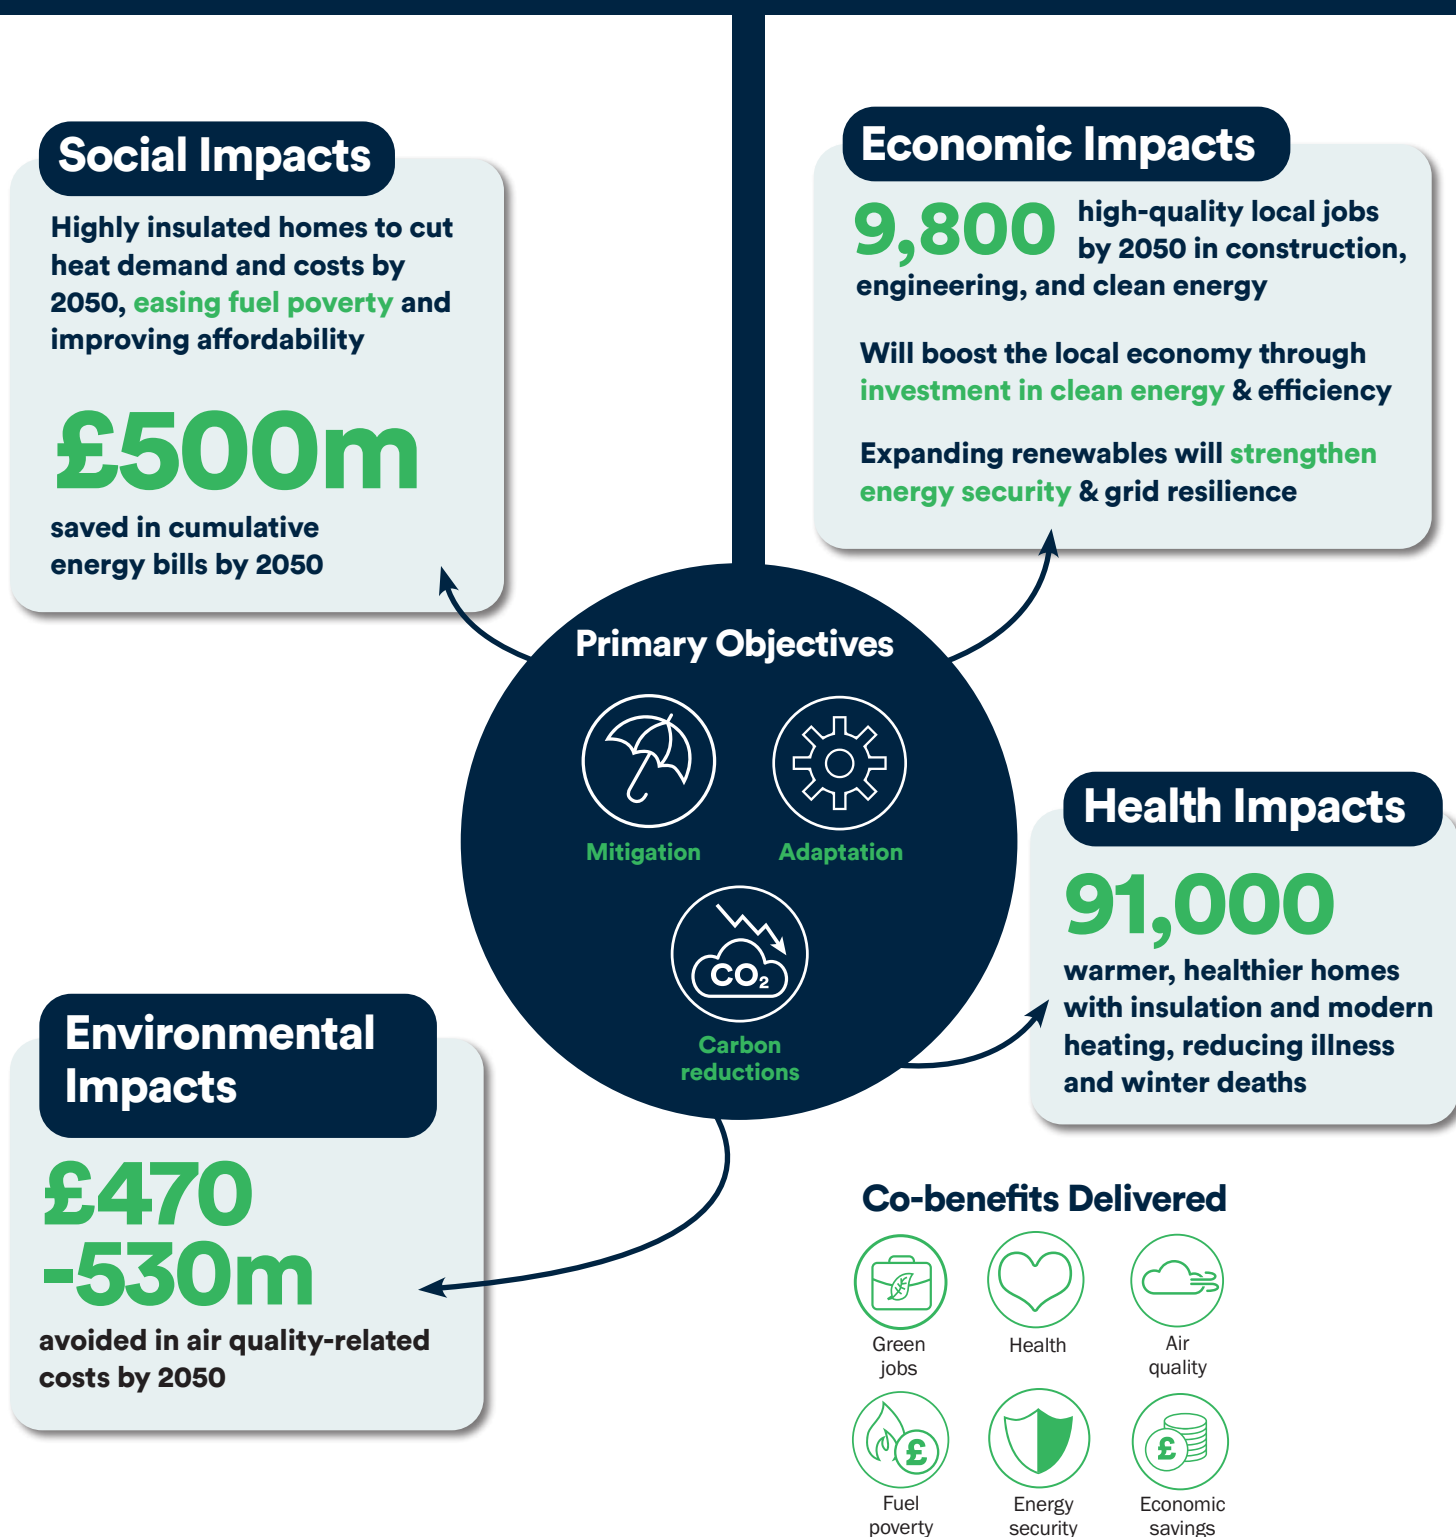 Social Impacts
Highly insulated homes to cut
heat demand and costs by
2050, easing fuel poverty and
improving affordability
£500m
saved in cumulative
energy bills by 2050
Economic Impacts
9,800 high-quality local jobs
by 2050 in construction,
engineering, and clean energy
Will boost the local economy through
investment in clean energy & efficiency
Expanding renewables will strengthen
energy security & grid resilience
Primary Objectives
Mitigation
Adaptation
CO₂
Carbon
reductions
Health Impacts
91,000
warmer, healthier homes
with insulation and modern
heating, reducing illness
and winter deaths
Environmental
Impacts
£470
-530m
avoided in air quality-related
costs by 2050
Co-benefits Delivered
Green
jobs
Health
Air
quality
£
Fuel
poverty
Energy
security
£
Economic
savings